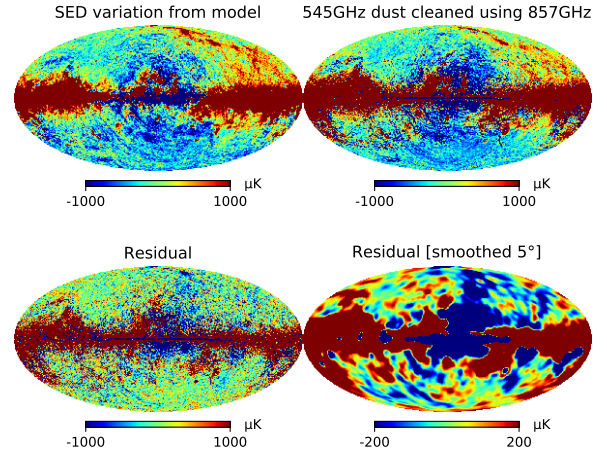 SED variation from model
545GHz dust cleaned using 857GHz
-1000 1000 μK
-1000 1000 μK
Residual
Residual [smoothed 5°]
-1000 1000 μK
-200 200 μK